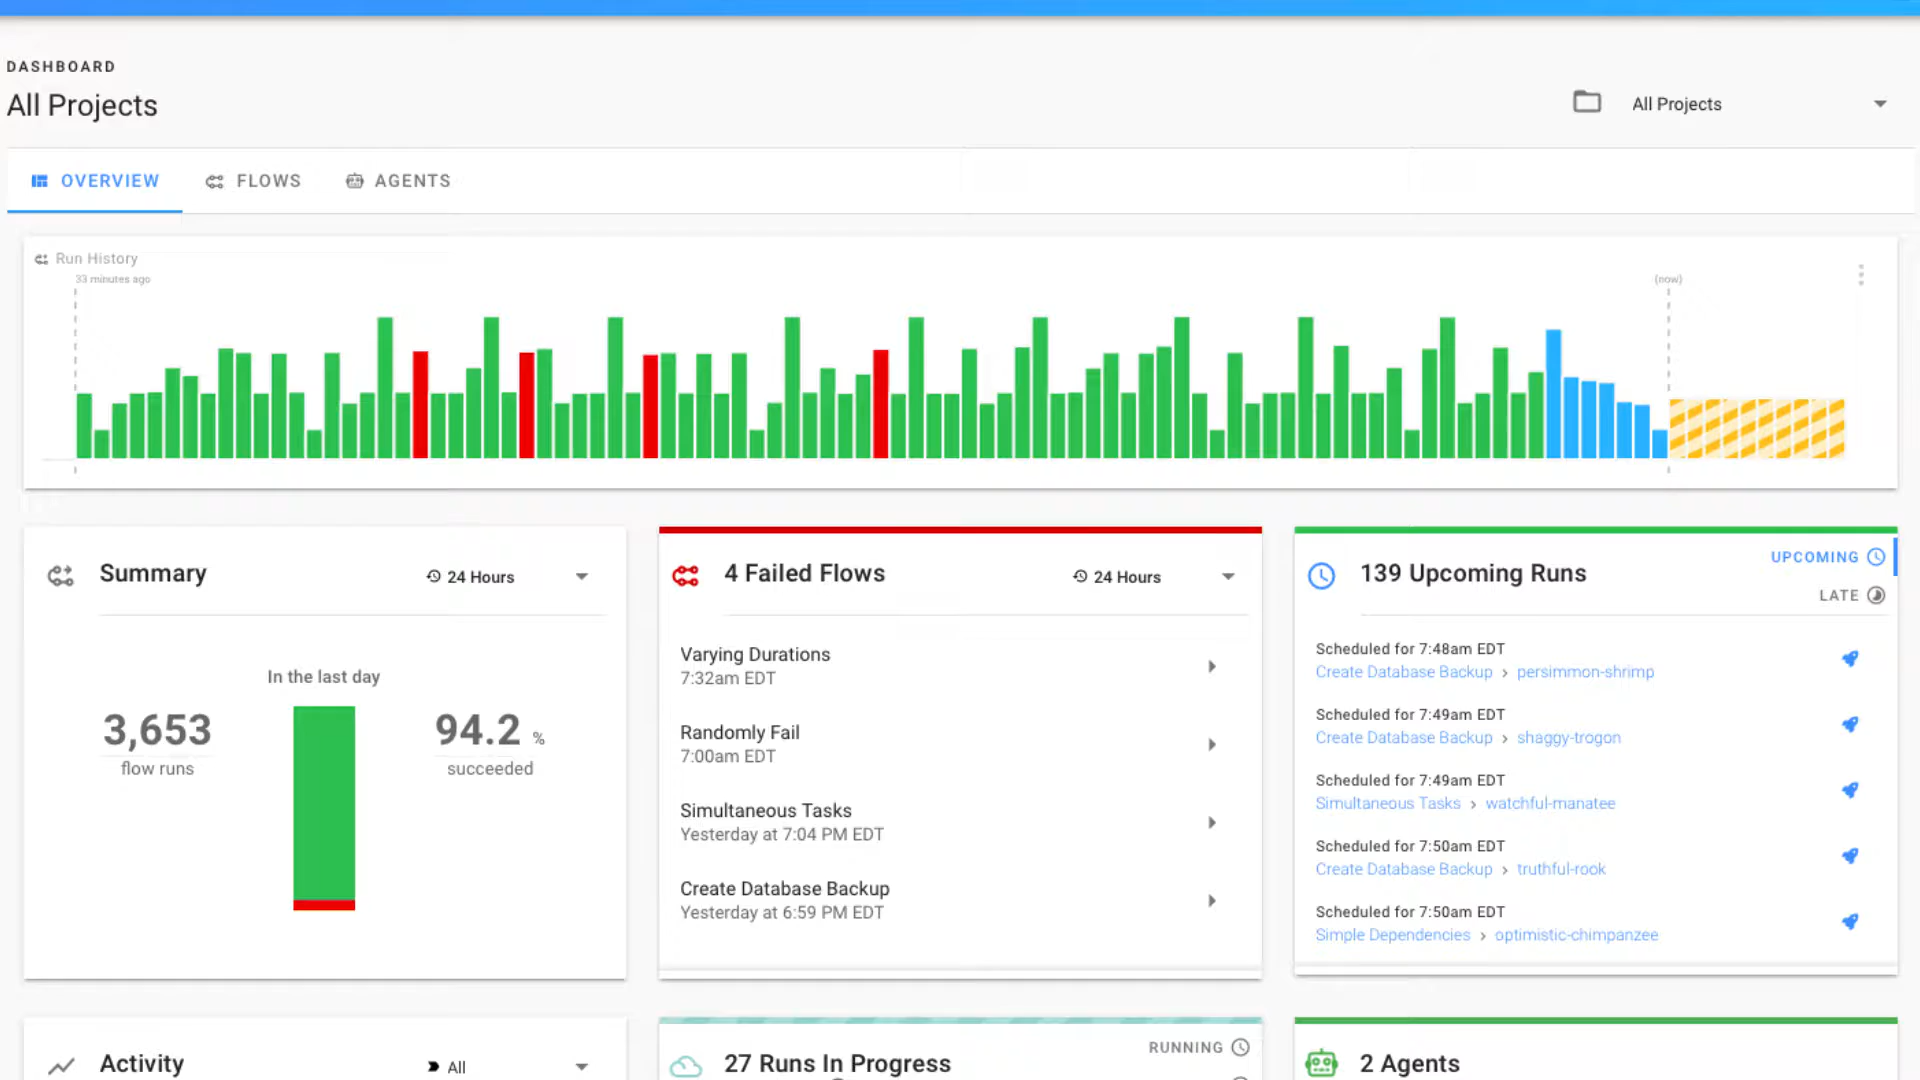 DASHBOARD
All Projects
All Projects
OVERVIEW FLOWS AGENTS
Run History
33 minutes ago
(now)
Summary
24 Hours
In the last day
3,653
flow runs
94.2 %
succeeded
4 Failed Flows
24 Hours
Varying Durations
7:32am EDT
Randomly Fail
7:00am EDT
Simultaneous Tasks
Yesterday at 7:04 PM EDT
Create Database Backup
Yesterday at 6:59 PM EDT
139 Upcoming Runs
UPCOMING
LATE
Scheduled for 7:48am EDT
Create Database Backup › persimmon-shrimp
Scheduled for 7:49am EDT
Create Database Backup › shaggy-trogon
Scheduled for 7:49am EDT
Simultaneous Tasks › watchful-manatee
Scheduled for 7:50am EDT
Create Database Backup › truthful-rook
Scheduled for 7:50am EDT
Simple Dependencies › optimistic-chimpanzee
Activity
All
27 Runs In Progress
RUNNING
2 Agents